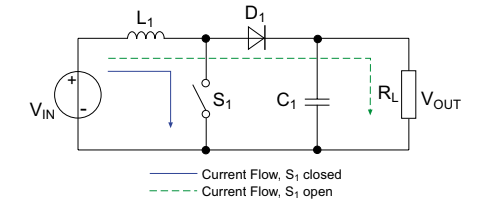 L1
D1
+
-
VIN
S1
C1
RL
VOUT
Current Flow, S1 closed
Current Flow, S1 open